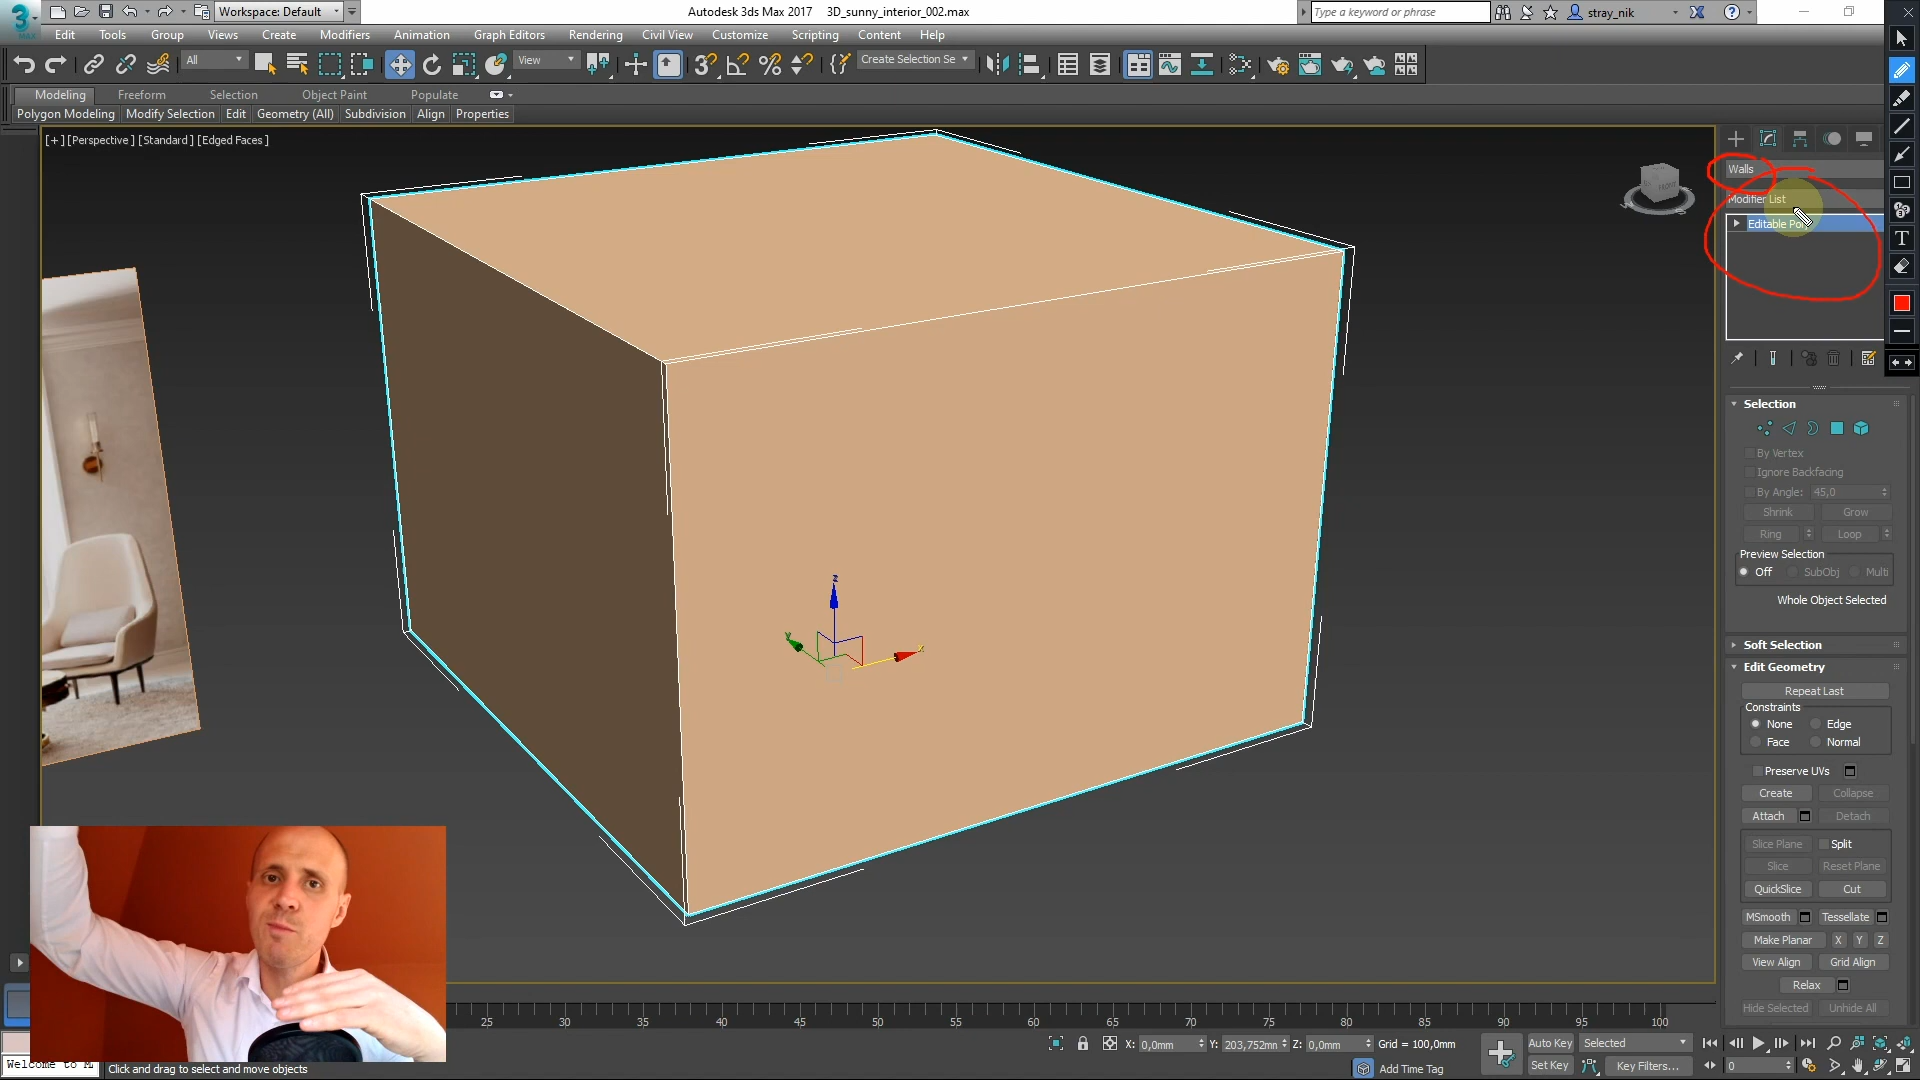 3
MAX
Workspace: Default
Autodesk 3ds Max 2017 3D_sunny_interior_002.max
Type a keyword or phrase
stray_nik
Edit Tools Group Views Create Modifiers Animation Graph Editors Rendering Civil View Customize Scripting Content Help
All View Create Selection Se
Modeling Freeform Selection Object Paint Populate
Polygon Modeling Modify Selection Edit Geometry (All) Subdivision Align Properties
[+] [Perspective] [Standard] [Edged Faces]
FRONT
Walls
Modifier List
Editable Poly
Selection
By Vertex
Ignore Backfacing
By Angle: 45,0
Shrink Grow
Ring Loop
Preview Selection
Off SubObj Multi
Whole Object Selected
Soft Selection
Edit Geometry
Repeat Last
Constraints
None Edge
Face Normal
Preserve UVs
Create Collapse
Attach Detach
Slice Plane Split
Slice Reset Plane
QuickSlice Cut
MSmooth Tessellate
Make Planar X Y Z
View Align Grid Align
Relax
Hide Selected Unhide All
z
y
x
25 30 35 40 45 50 55 60 65 70 75 80 85 90 95 100
X: 0,0mm Y: 203,752mm Z: 0,0mm Grid = 100,0mm
Auto Key Selected
Set Key Key Filters... 0
Welcome to M
Click and drag to select and move objects
Add Time Tag